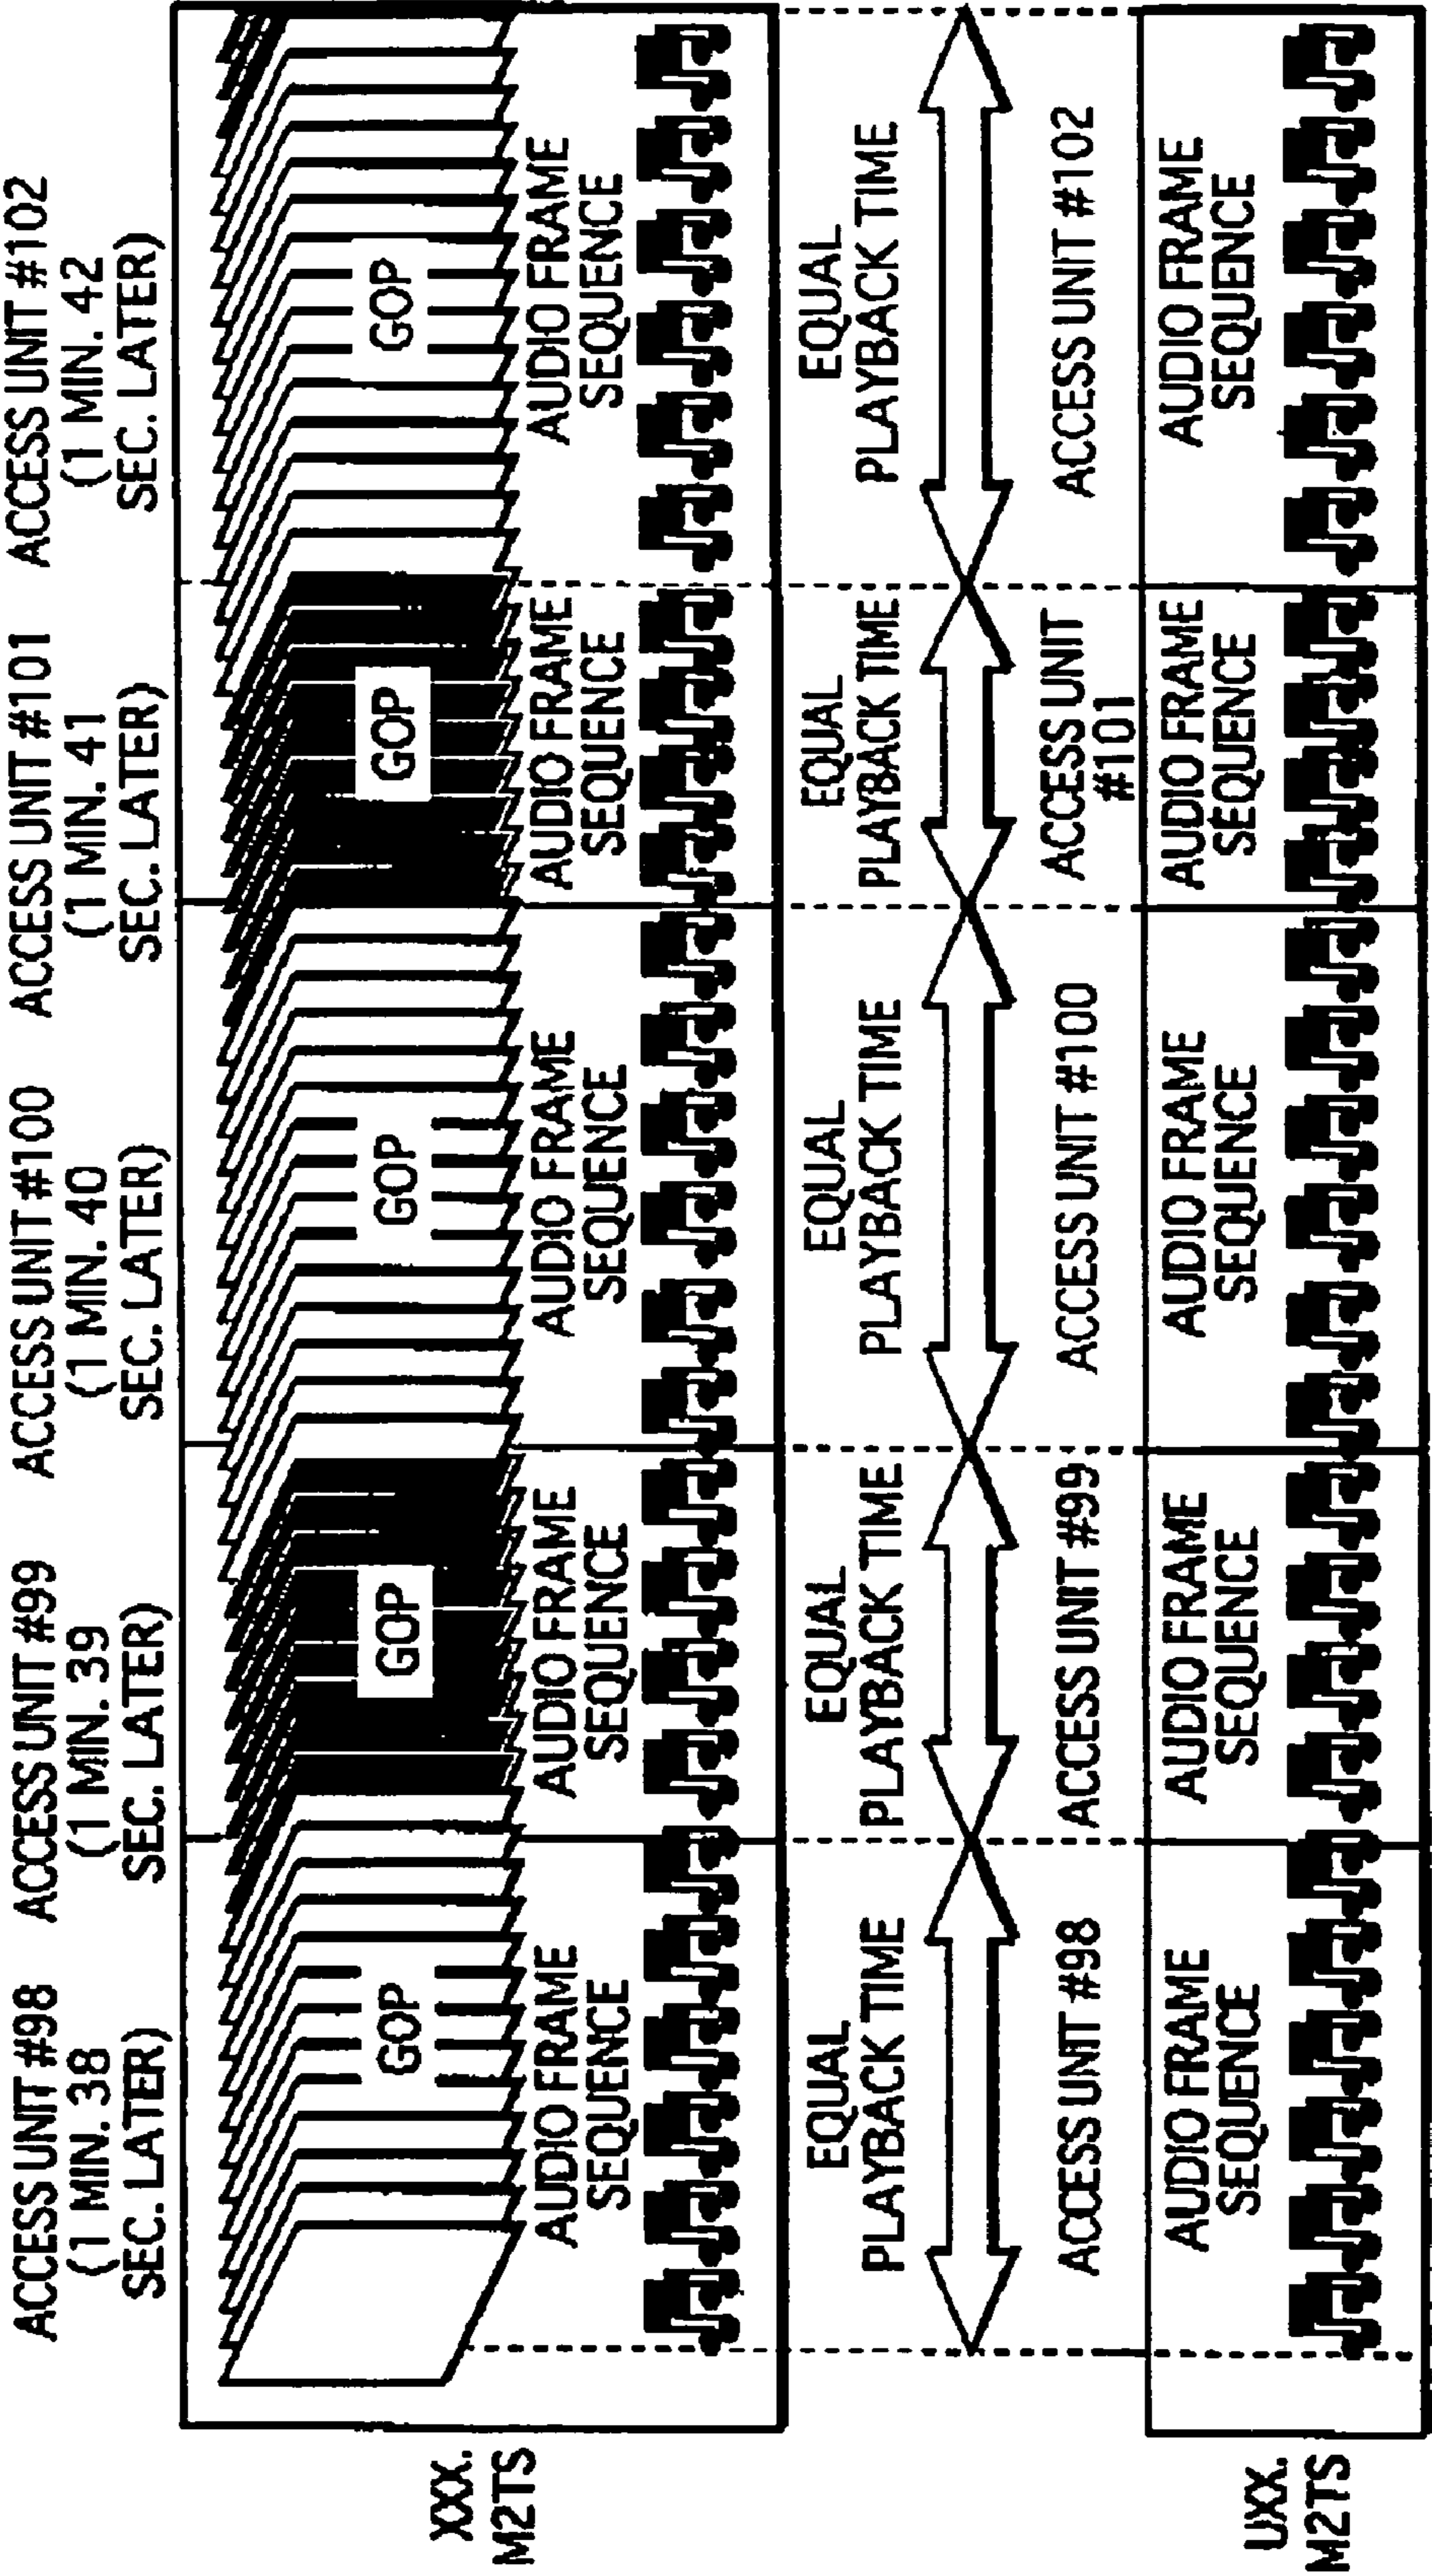 ACCESS UNIT #98
(1 MIN. 38
SEC. LATER)
ACCESS UNIT #99
(1 MIN. 39
SEC. LATER)
ACCESS UNIT #100
(1 MIN. 40
SEC. LATER)
ACCESS UNIT #101
(1 MIN. 41
SEC. LATER)
ACCESS UNIT #102
(1 MIN. 42
SEC. LATER)
XXX.
M2TS
GOP
GOP
GOP
GOP
GOP
AUDIO FRAME
SEQUENCE
AUDIO FRAME
SEQUENCE
AUDIO FRAME
SEQUENCE
AUDIO FRAME
SEQUENCE
AUDIO FRAME
SEQUENCE
EQUAL
PLAYBACK TIME
EQUAL
PLAYBACK TIME
EQUAL
PLAYBACK TIME
EQUAL
PLAYBACK TIME
EQUAL
PLAYBACK TIME
ACCESS UNIT #98
ACCESS UNIT #99
ACCESS UNIT #100
ACCESS UNIT
#101
ACCESS UNIT #102
UXX.
M2TS
AUDIO FRAME
SEQUENCE
AUDIO FRAME
SEQUENCE
AUDIO FRAME
SEQUENCE
AUDIO FRAME
SEQUENCE
AUDIO FRAME
SEQUENCE